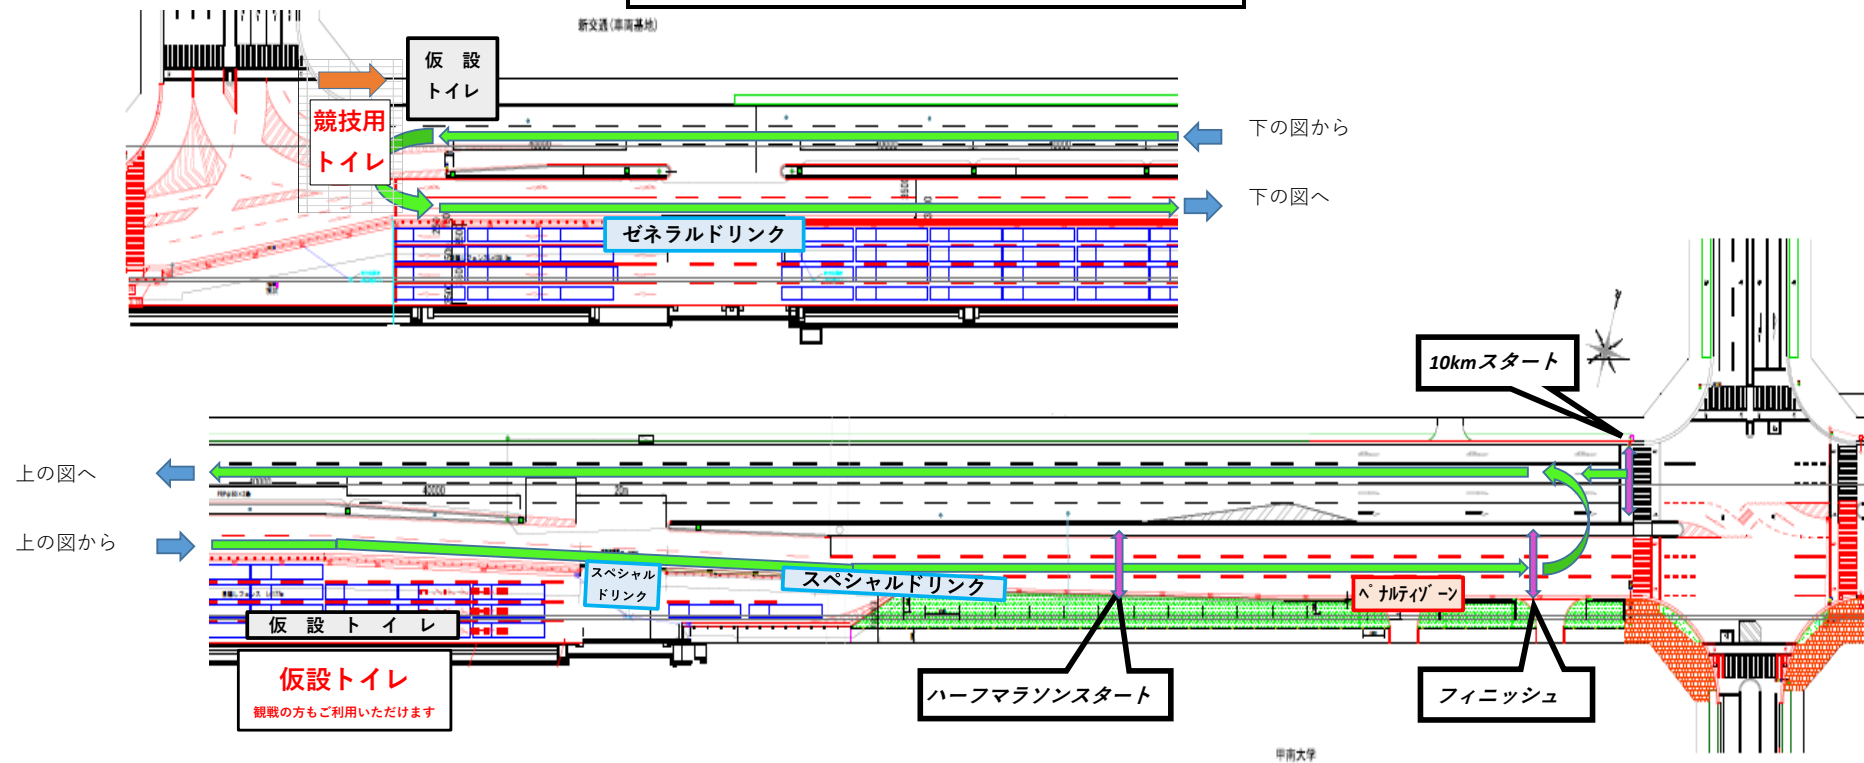 新交通(車両基地)
仮 設
トイレ
競技用
トイレ
下の図から
下の図へ
ゼネラルドリンク
10kmスタート
上の図へ
40000
20m
上の図から
スペシャル
ドリンク
スペシャルドリンク
ペナルティゾーン
仮 設 ト イ レ
仮設トイレ
観戦の方もご利用いただけます
ハーフマラソンスタート
フィニッシュ
甲南大学